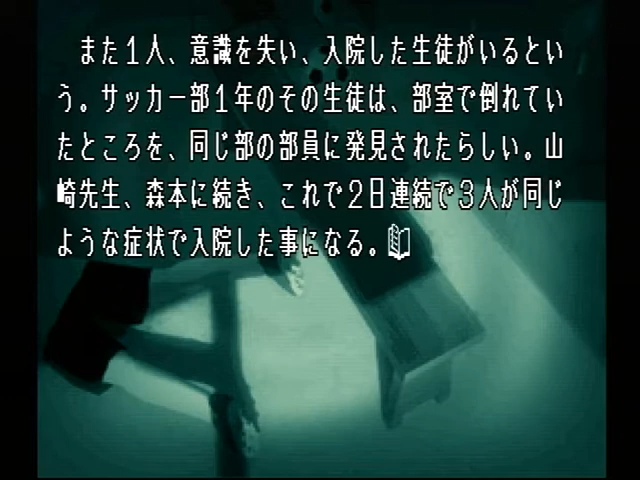 また１人、意識を失い、入院した生徒がいるとい
う。サッカー部１年のその生徒は、部室で倒れてい
たところを、同じ部の部員に発見されたらしい。山
崎先生、森本に続き、これで２日連続で３人が同じ
ような症状で入院した事になる。